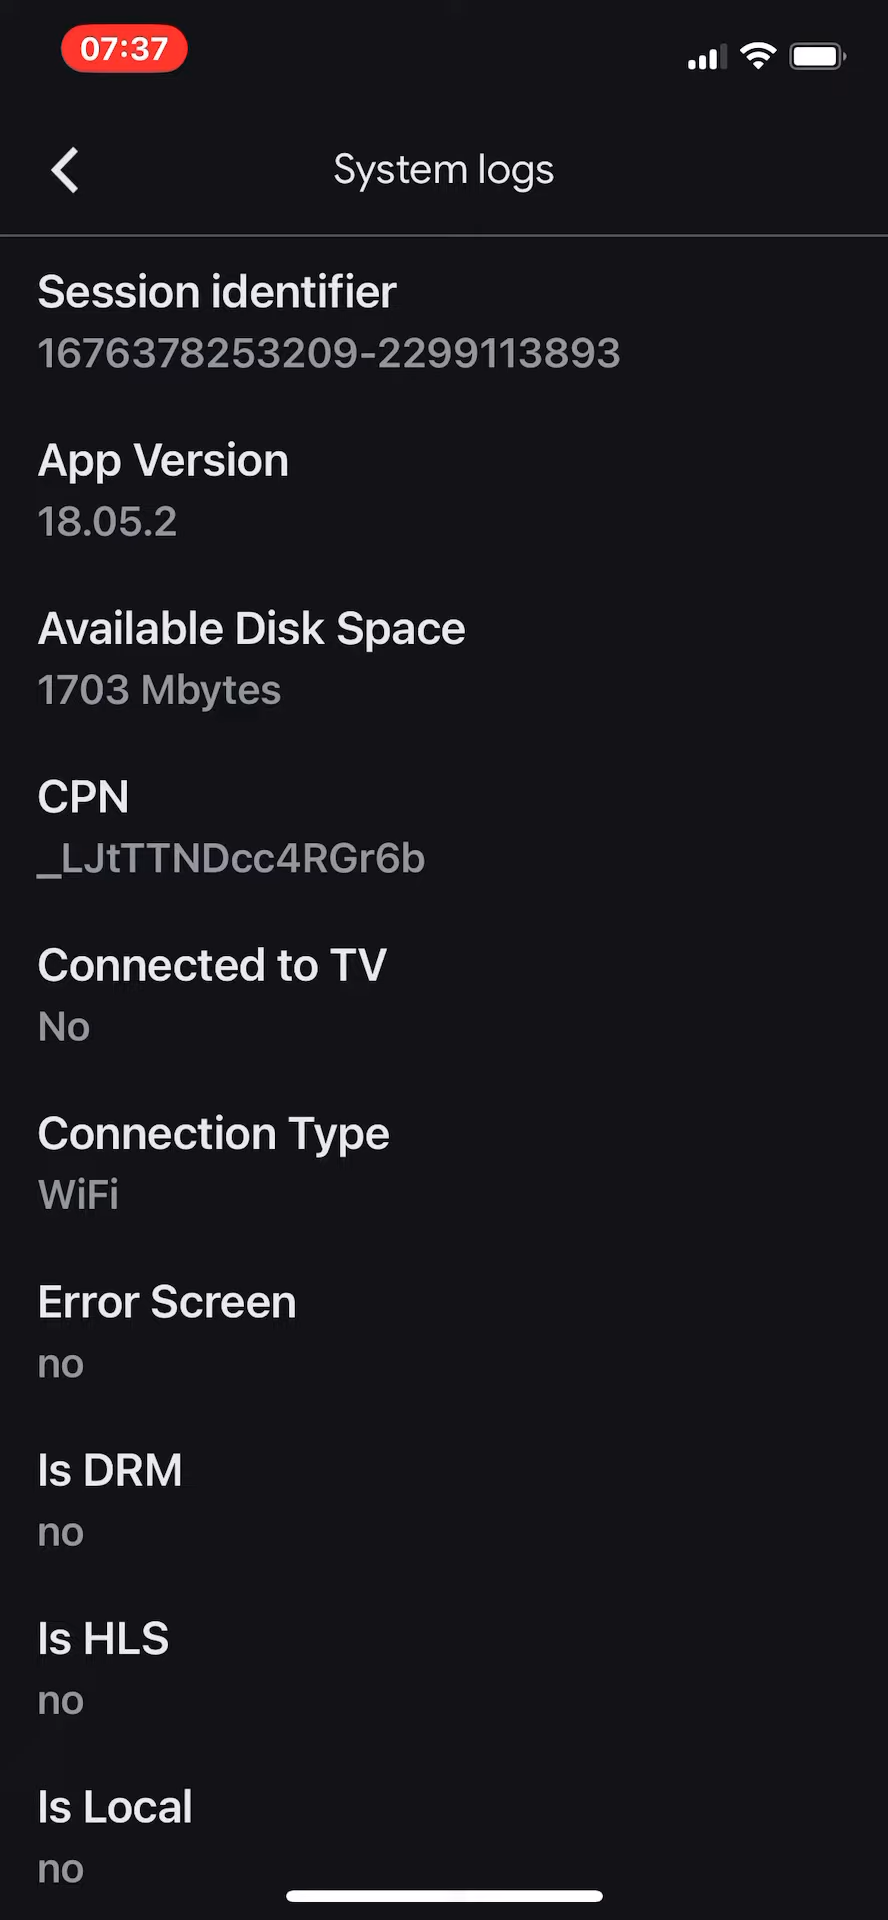 07:37
System logs
Session identifier
1676378253209-2299113893
App Version
18.05.2
Available Disk Space
1703 Mbytes
CPN
_LJtTTNDcc4RGr6b
Connected to TV
No
Connection Type
WiFi
Error Screen
no
Is DRM
no
Is HLS
no
Is Local
no